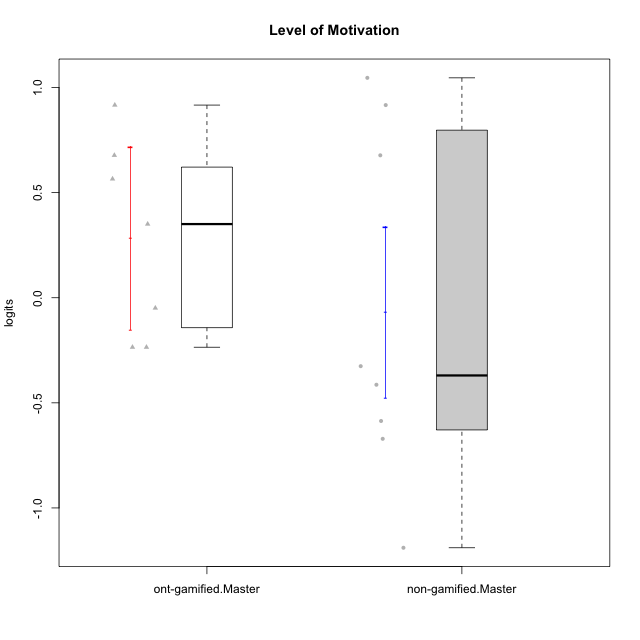 Level of Motivation
logits
1.0
0.5
0.0
-0.5
-1.0
ont-gamified.Master
non-gamified.Master